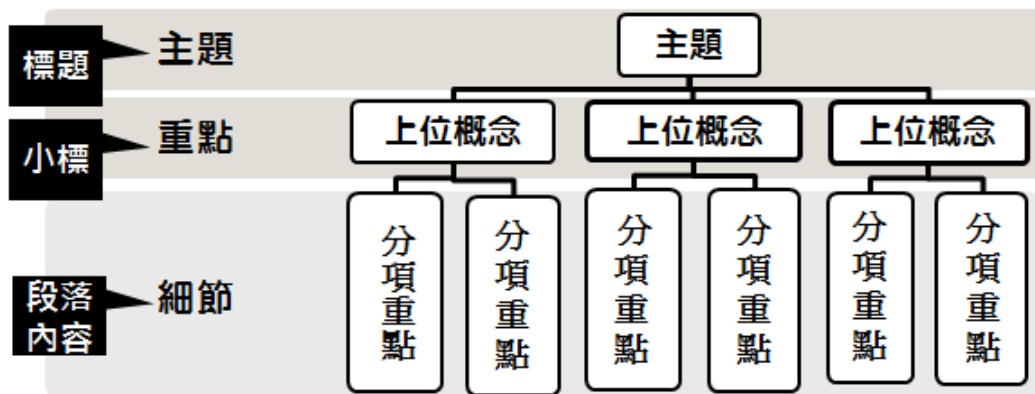 標題
主題
主題
小標
重點
上位概念
上位概念
上位概念
段落
內容
細節
分項重點
分項重點
分項重點
分項重點
分項重點
分項重點